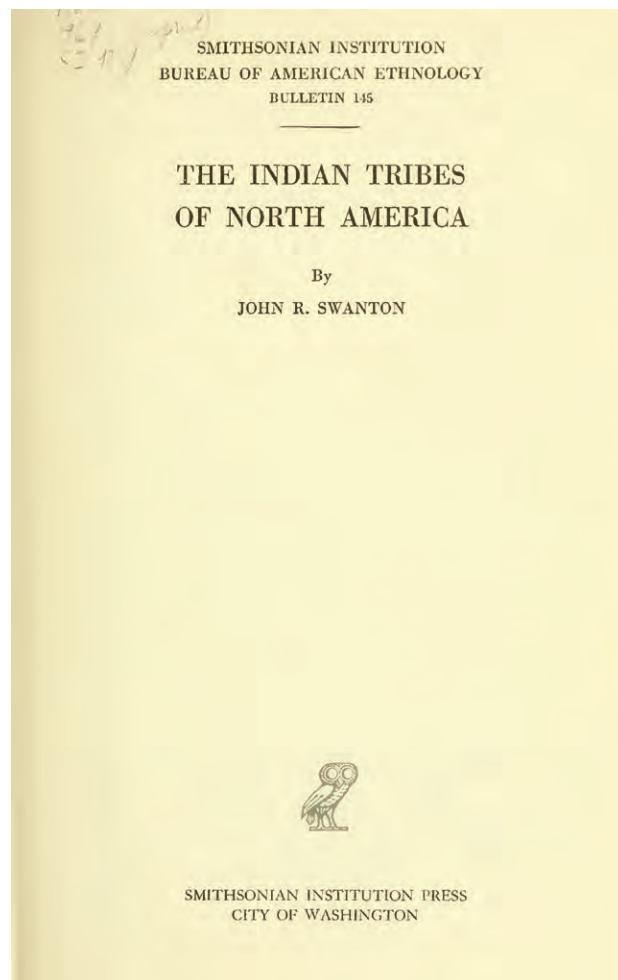 SMITHSONIAN INSTITUTION
BUREAU OF AMERICAN ETHNOLOGY
BULLETIN 145
THE INDIAN TRIBES
OF NORTH AMERICA
By
JOHN R. SWANTON
SMITHSONIAN INSTITUTION PRESS
CITY OF WASHINGTON